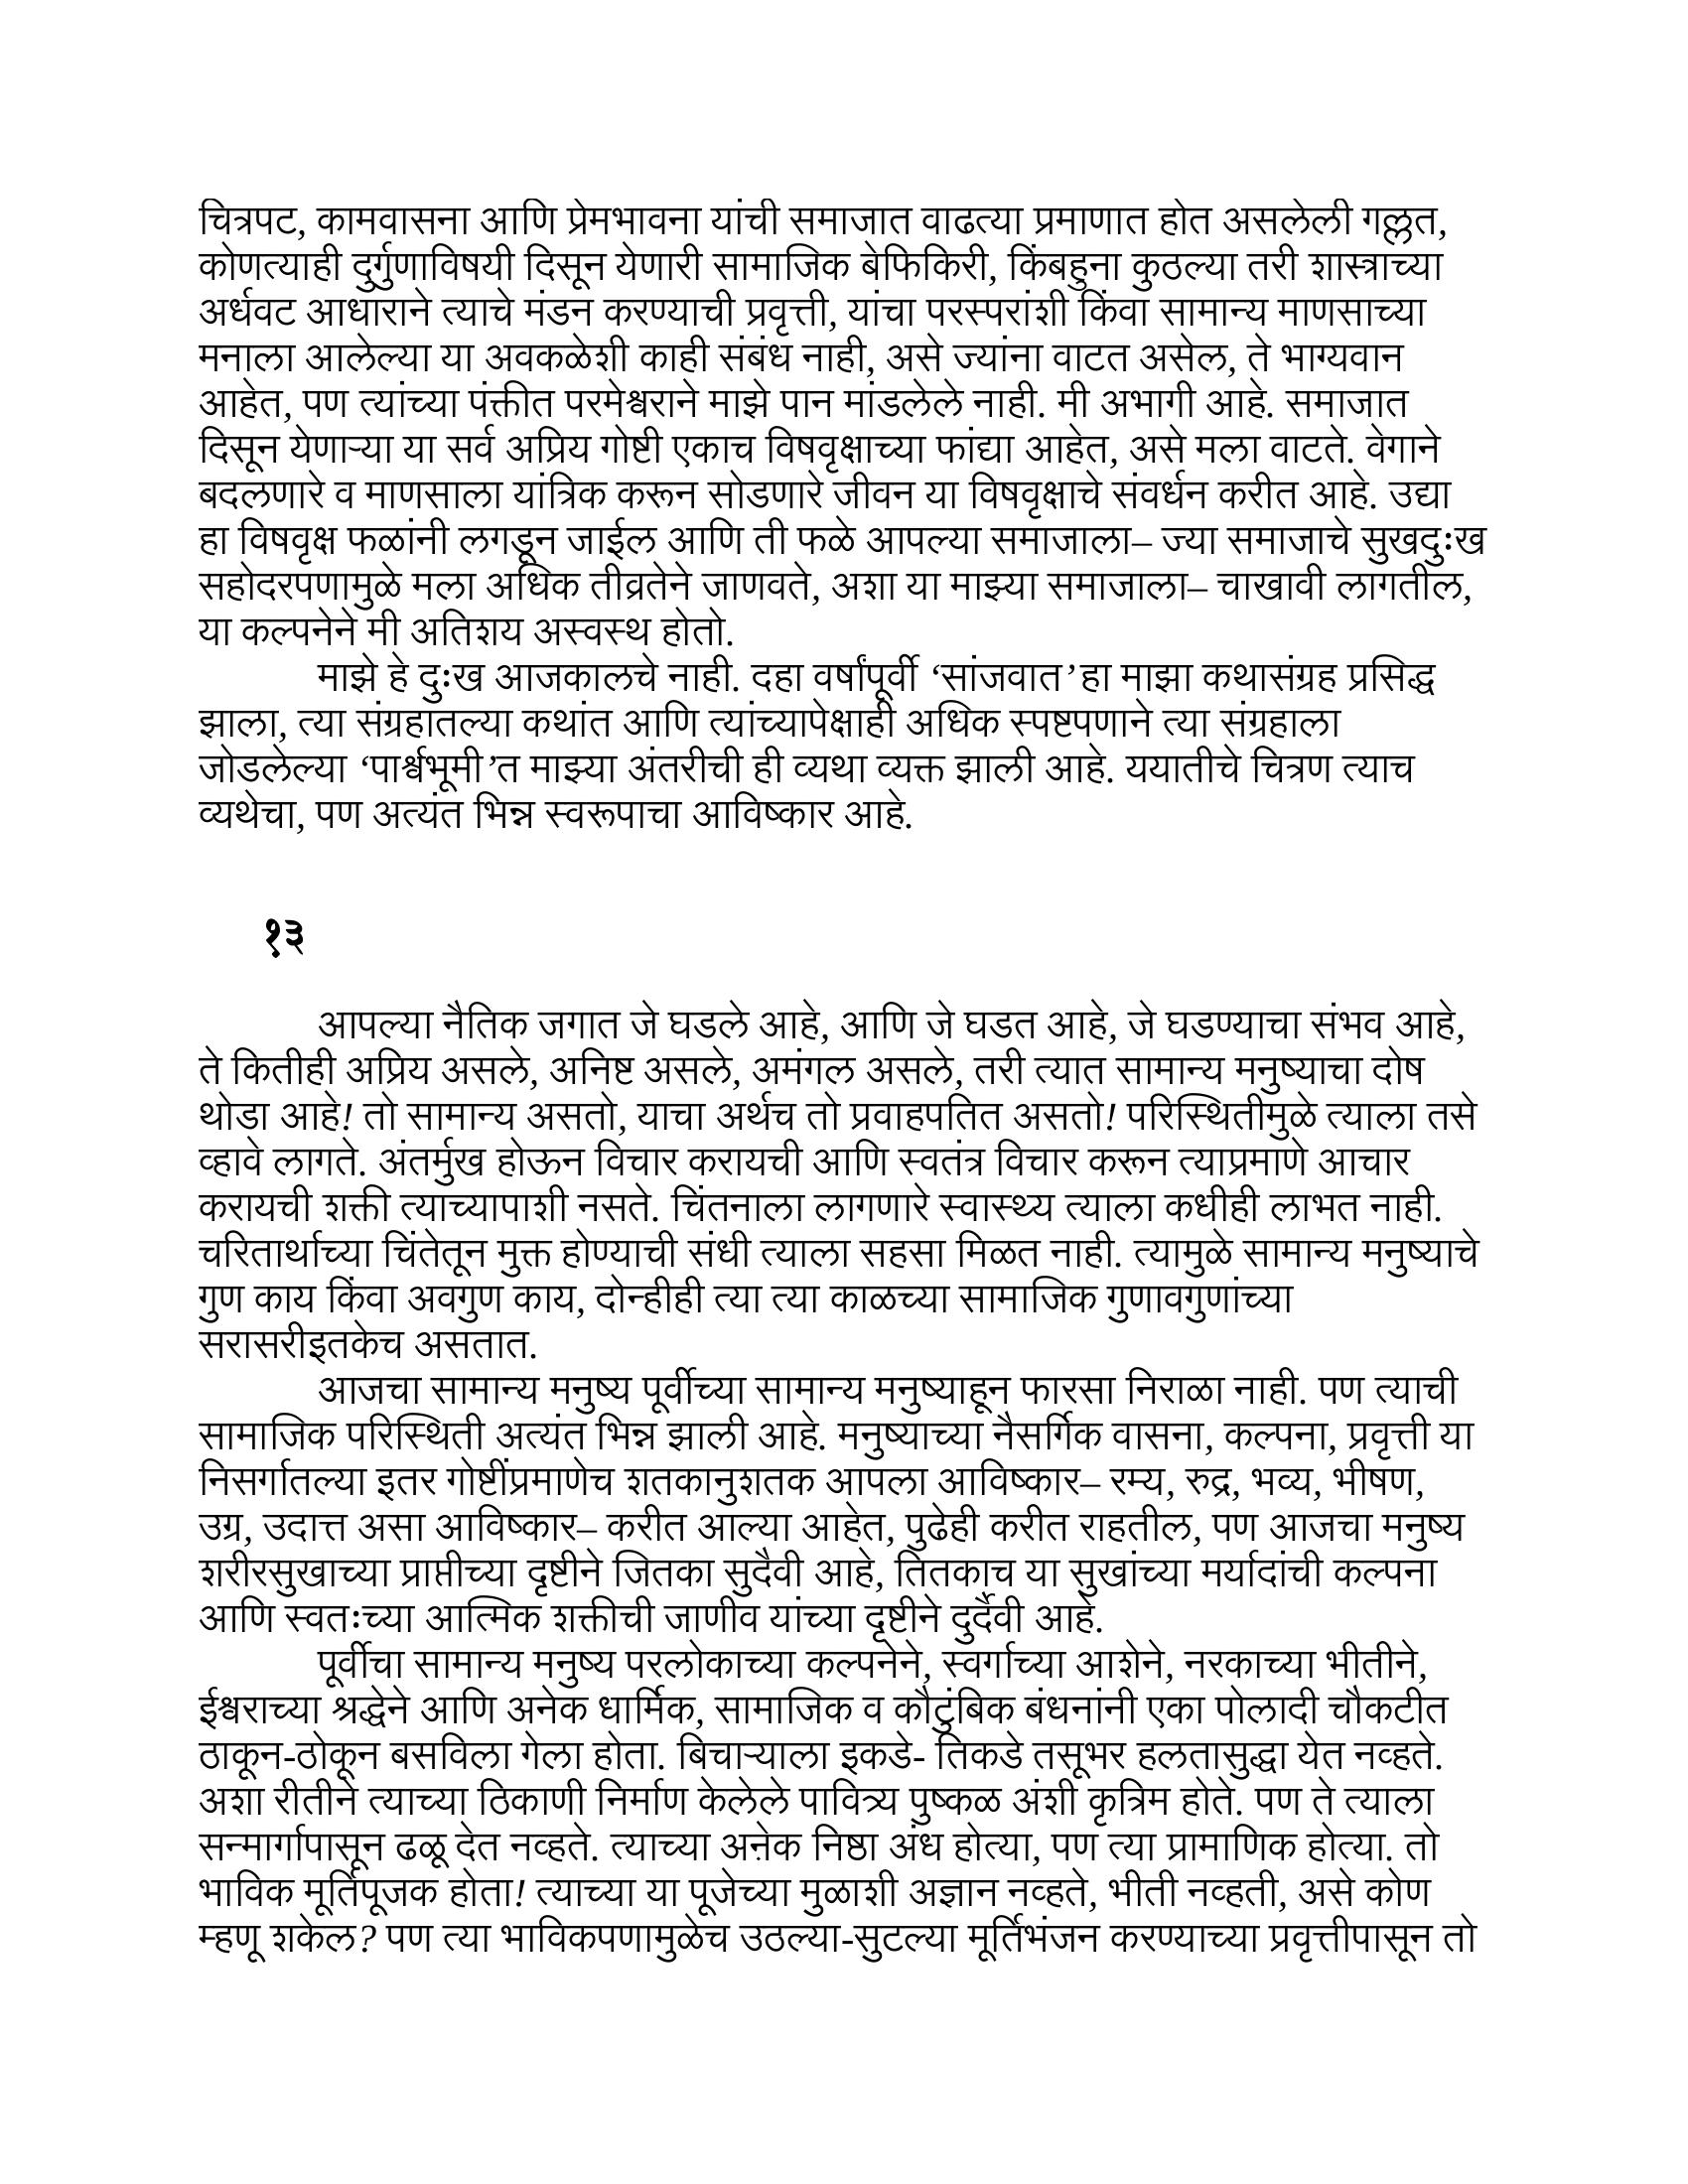 चित्रपट, कामवासना आणि प्रेमभावना यांची समाजात वाढत्या प्रमाणात होत असलेली गल्लत,
कोणत्याही दुर्गुणाविषयी दिसून येणारी सामाजिक बेफिकिरी, किंबहुना कुठल्या तरी शास्त्राच्या
अर्धवट आधाराने त्याचे मंडन करण्याची प्रवृत्ती, यांचा परस्परांशी किंवा सामान्य माणसाच्या
मनाला आलेल्या या अवकळेशी काही संबंध नाही, असे ज्यांना वाटत असेल, ते भाग्यवान
आहेत, पण त्यांच्या पंक्तीत परमेश्वराने माझे पान मांडलेले नाही. मी अभागी आहे. समाजात
दिसून येणाऱ्या या सर्व अप्रिय गोष्टी एकाच विषवृक्षाच्या फांद्या आहेत, असे मला वाटते. वेगाने
बदलणारे व माणसाला यांत्रिक करून सोडणारे जीवन या विषवृक्षाचे संवर्धन करीत आहे. उद्या
हा विषवृक्ष फळांनी लगडून जाईल आणि ती फळे आपल्या समाजाला– ज्या समाजाचे सुखदुःख
सहोदरपणामुळे मला अधिक तीव्रतेने जाणवते, अशा या माझ्या समाजाला– चाखावी लागतील,
या कल्पनेने मी अतिशय अस्वस्थ होतो.
माझे हे दुःख आजकालचे नाही. दहा वर्षांपूर्वी ‘सांजवात’हा माझा कथासंग्रह प्रसिद्ध
झाला, त्या संग्रहातल्या कथांत आणि त्यांच्यापेक्षाही अधिक स्पष्टपणाने त्या संग्रहाला
जोडलेल्या ‘पार्श्वभूमी’त माझ्या अंतरीची ही व्यथा व्यक्त झाली आहे. ययातीचे चित्रण त्याच
व्यथेचा, पण अत्यंत भिन्न स्वरूपाचा आविष्कार आहे.
१३
आपल्या नैतिक जगात जे घडले आहे, आणि जे घडत आहे, जे घडण्याचा संभव आहे,
ते कितीही अप्रिय असले, अनिष्ट असले, अमंगल असले, तरी त्यात सामान्य मनुष्याचा दोष
थोडा आहे! तो सामान्य असतो, याचा अर्थच तो प्रवाहपतित असतो! परिस्थितीमुळे त्याला तसे
व्हावे लागते. अंतर्मुख होऊन विचार करायची आणि स्वतंत्र विचार करून त्याप्रमाणे आचार
करायची शक्ती त्याच्यापाशी नसते. चिंतनाला लागणारे स्वास्थ्य त्याला कधीही लाभत नाही.
चरितार्थाच्या चिंतेतून मुक्त होण्याची संधी त्याला सहसा मिळत नाही. त्यामुळे सामान्य मनुष्याचे
गुण काय किंवा अवगुण काय, दोन्हीही त्या त्या काळच्या सामाजिक गुणावगुणांच्या
सरासरीइतकेच असतात.
आजचा सामान्य मनुष्य पूर्वीच्या सामान्य मनुष्याहून फारसा निराळा नाही. पण त्याची
सामाजिक परिस्थिती अत्यंत भिन्न झाली आहे. मनुष्याच्या नैसर्गिक वासना, कल्पना, प्रवृत्ती या
निसर्गातल्या इतर गोष्टींप्रमाणेच शतकानुशतक आपला आविष्कार– रम्य, रुद्र, भव्य, भीषण,
उग्र, उदात्त असा आविष्कार– करीत आल्या आहेत, पुढेही करीत राहतील, पण आजचा मनुष्य
शरीरसुखाच्या प्राप्तीच्या दृष्टीने जितका सुदैवी आहे, तितकाच या सुखांच्या मर्यादांची कल्पना
आणि स्वतःच्या आत्मिक शक्तीची जाणीव यांच्या दृष्टीने दुर्दैवी आहे.
पूर्वीचा सामान्य मनुष्य परलोकाच्या कल्पनेने, स्वर्गाच्या आशेने, नरकाच्या भीतीने,
ईश्वराच्या श्रद्धेने आणि अनेक धार्मिक, सामाजिक व कौटुंबिक बंधनांनी एका पोलादी चौकटीत
ठाकून-ठोकून बसविला गेला होता. बिचाऱ्याला इकडे- तिकडे तसूभर हलतासुद्धा येत नव्हते.
अशा रीतीने त्याच्या ठिकाणी निर्माण केलेले पावित्र्य पुष्कळ अंशी कृत्रिम होते. पण ते त्याला
सन्मार्गापासून ढळू देत नव्हते. त्याच्या अऩेक निष्ठा अंध होत्या, पण त्या प्रामाणिक होत्या. तो
भाविक मूर्तिपूजक होता! त्याच्या या पूजेच्या मुळाशी अज्ञान नव्हते, भीती नव्हती, असे कोण
म्हणू शकेल? पण त्या भाविकपणामुळेच उठल्या-सुटल्या मूर्तिभंजन करण्याच्या प्रवृत्तीपासून तो